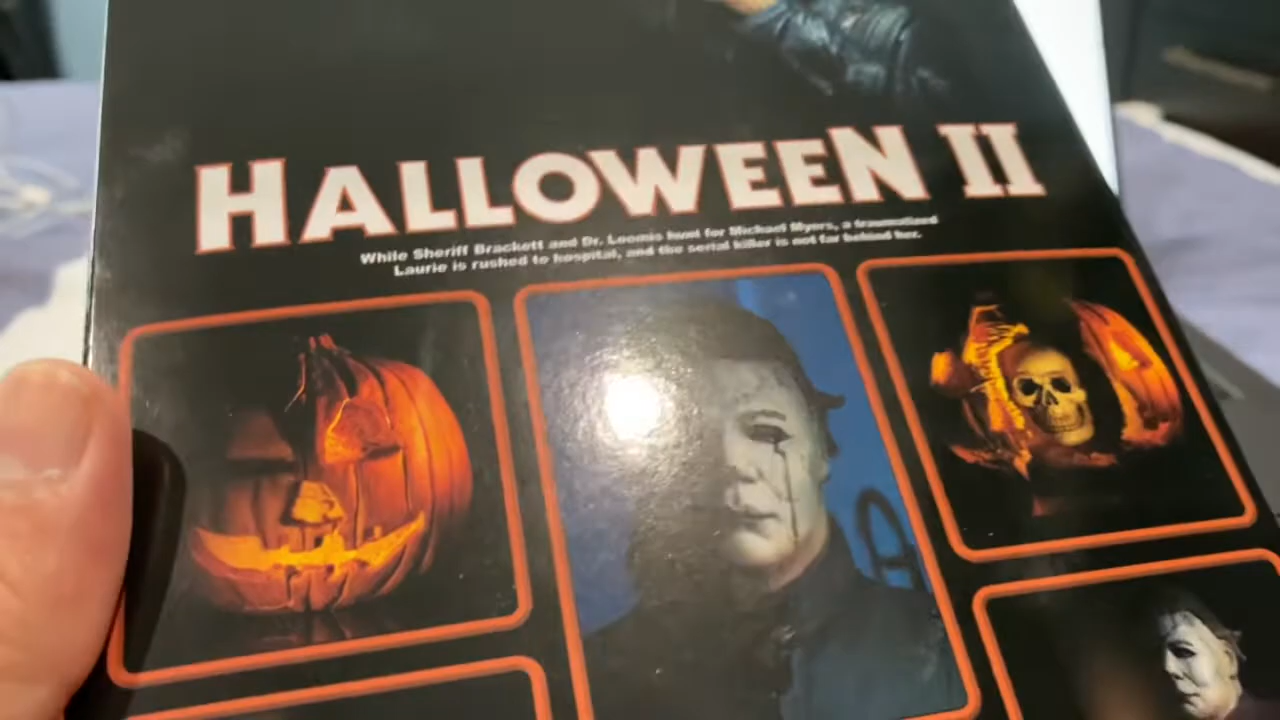 HALLOWEEN II
While Sheriff Brackett and Dr. Loomis hunt for Michael Myers, a traumatized
Laurie is rushed to hospital, and the serial killer is not far behind her.